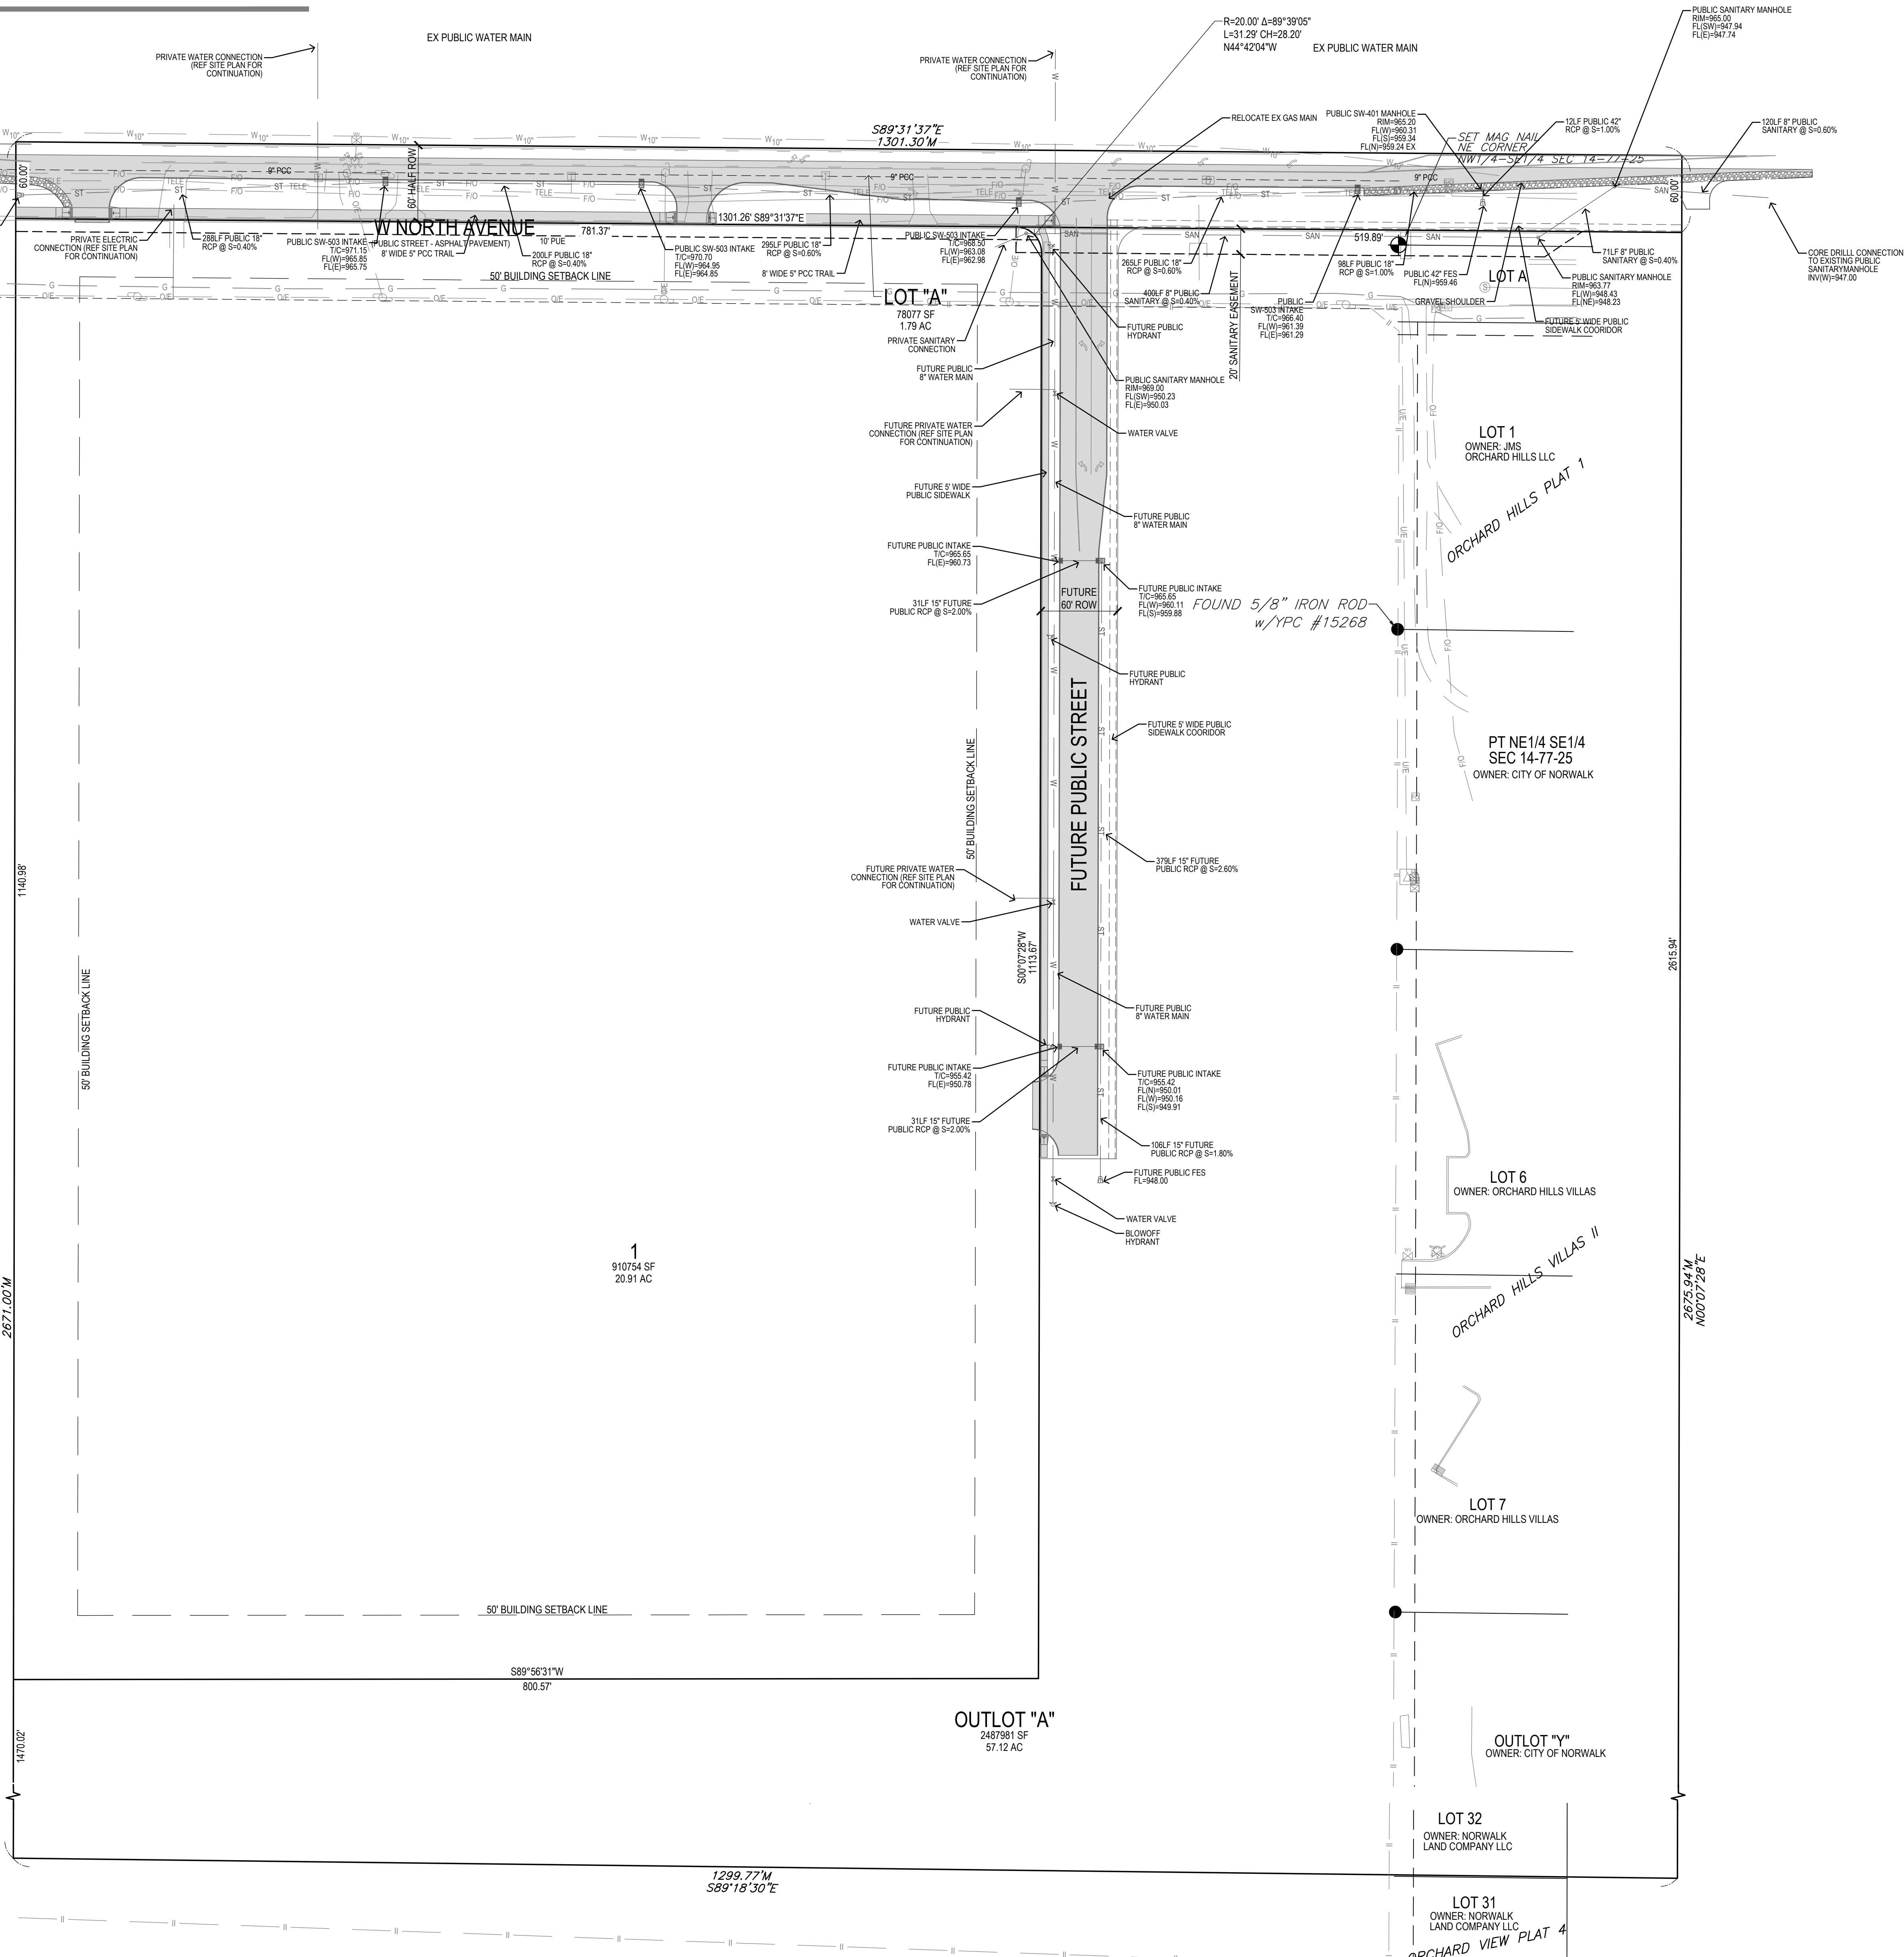 PUBLIC SANITARY MANHOLE
RIM=965.00
FL(SW)=947.94
FL(E)=947.74
R=20.00' Δ=89°39'05"
L=31.29' CH=28.20'
N44°42'04"W
EX PUBLIC WATER MAIN
EX PUBLIC WATER MAIN
PRIVATE WATER CONNECTION
(REF SITE PLAN FOR
CONTINUATION)
PRIVATE WATER CONNECTION
(REF SITE PLAN FOR
CONTINUATION)
S89°31'37"E
1301.30'M
RELOCATE EX GAS MAIN
PUBLIC SW-401 MANHOLE
RIM=965.20
FL(W)=960.31
FL(S)=959.34
FL(N)=959.24 EX
SET MAG NAIL
NE CORNER,
NW1/4-SE1/4 SEC 14-77-25
12LF PUBLIC 42"
RCP @ S=1.00%
120LF 8" PUBLIC
SANITARY @ S=0.60%
60.00'
60' HALF ROW
9" PCC
9" PCC
9" PCC
60.00'
W NORTH AVENUE
(PUBLIC STREET - ASPHALT PAVEMENT)
1301.26' S89°31'37"E
781.37'
519.89'
PRIVATE ELECTRIC
CONNECTION (REF SITE PLAN
FOR CONTINUATION)
288LF PUBLIC 18"
RCP @ S=0.40%
PUBLIC SW-503 INTAKE
T/C=971.15
FL(W)=965.85
FL(E)=965.75
8' WIDE 5" PCC TRAIL
10' PUE
200LF PUBLIC 18"
RCP @ S=0.40%
PUBLIC SW-503 INTAKE
T/C=970.70
FL(W)=964.95
FL(E)=964.85
295LF PUBLIC 18"
RCP @ S=0.60%
8' WIDE 5" PCC TRAIL
PUBLIC SW-503 INTAKE
T/C=968.50
FL(W)=963.08
FL(E)=962.98
265LF PUBLIC 18"
RCP @ S=0.60%
98LF PUBLIC 18"
RCP @ S=1.00%
PUBLIC 42" FES
FL(N)=959.46
LOT A
71LF 8" PUBLIC
SANITARY @ S=0.40%
PUBLIC SANITARY MANHOLE
RIM=963.77
FL(W)=948.43
FL(NE)=948.23
CORE DRILL CONNECTION
TO EXISTING PUBLIC
SANITARYMANHOLE
INV(W)=947.00
50' BUILDING SETBACK LINE
LOT "A"
78077 SF
1.79 AC
400LF 8" PUBLIC
SANITARY @ S=0.40%
20' SANITARY EASEMENT
PUBLIC
SW-503 INTAKE
T/C=966.40
FL(W)=961.39
FL(E)=961.29
GRAVEL SHOULDER
FUTURE 5' WIDE PUBLIC
SIDEWALK COORIDOR
PRIVATE SANITARY
CONNECTION
FUTURE PUBLIC
HYDRANT
FUTURE PUBLIC
8" WATER MAIN
PUBLIC SANITARY MANHOLE
RIM=969.00
FL(SW)=950.23
FL(E)=950.03
FUTURE PRIVATE WATER
CONNECTION (REF SITE PLAN
FOR CONTINUATION)
WATER VALVE
LOT 1
OWNER: JMS
ORCHARD HILLS LLC
ORCHARD HILLS PLAT 1
FUTURE 5' WIDE
PUBLIC SIDEWALK
FUTURE PUBLIC
8" WATER MAIN
FUTURE PUBLIC INTAKE
T/C=965.65
FL(E)=960.73
31LF 15" FUTURE
PUBLIC RCP @ S=2.00%
FUTURE
60' ROW
FUTURE PUBLIC INTAKE
T/C=965.65
FL(W)=960.11
FL(S)=959.88
FOUND 5/8" IRON ROD
w/YPC #15268
FUTURE PUBLIC
HYDRANT
FUTURE PUBLIC STREET
FUTURE 5' WIDE PUBLIC
SIDEWALK COORIDOR
PT NE1/4 SE1/4
SEC 14-77-25
OWNER: CITY OF NORWALK
50' BUILDING SETBACK LINE
FUTURE PRIVATE WATER
CONNECTION (REF SITE PLAN
FOR CONTINUATION)
379LF 15" FUTURE
PUBLIC RCP @ S=2.60%
1140.98'
WATER VALVE
S00°07'28"W
1113.67'
2615.94'
50' BUILDING SETBACK LINE
FUTURE PUBLIC
HYDRANT
FUTURE PUBLIC
8" WATER MAIN
FUTURE PUBLIC INTAKE
T/C=955.42
FL(E)=950.78
FUTURE PUBLIC INTAKE
T/C=955.42
FL(N)=950.01
FL(W)=950.16
FL(S)=949.91
31LF 15" FUTURE
PUBLIC RCP @ S=2.00%
106LF 15" FUTURE
PUBLIC RCP @ S=1.80%
FUTURE PUBLIC FES
FL=948.00
LOT 6
OWNER: ORCHARD HILLS VILLAS
WATER VALVE
BLOWOFF
HYDRANT
1
910754 SF
20.91 AC
ORCHARD HILLS VILLAS II
2671.00'M
2675.94'M
N00°07'28"E
LOT 7
OWNER: ORCHARD HILLS VILLAS
50' BUILDING SETBACK LINE
S89°56'31"W
800.57'
OUTLOT "A"
2487981 SF
57.12 AC
1470.02'
OUTLOT "Y"
OWNER: CITY OF NORWALK
LOT 32
OWNER: NORWALK
LAND COMPANY LLC
1299.77'M
S89°18'30"E
LOT 31
OWNER: NORWALK
LAND COMPANY LLC
ORCHARD VIEW PLAT 4